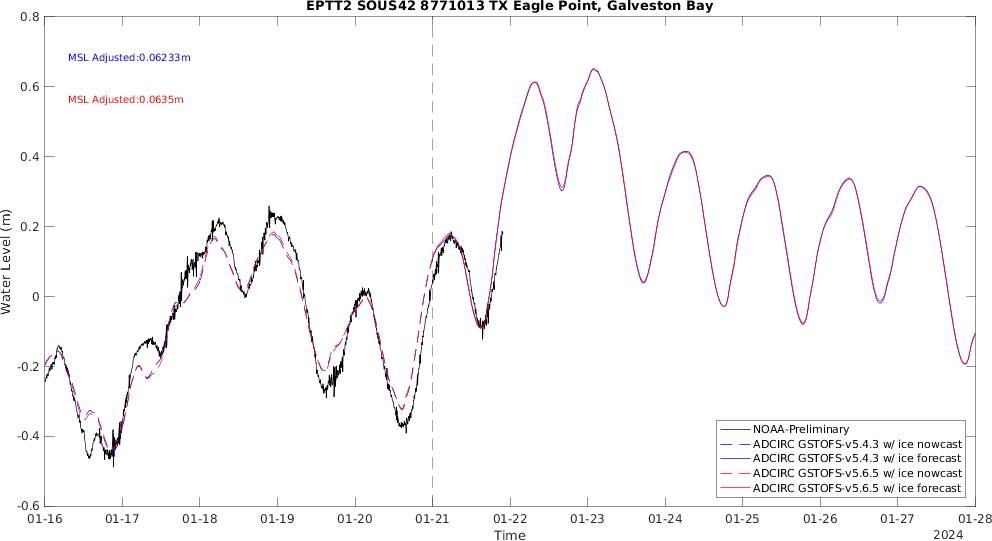 EPTT2 SOUS42 8771013 TX Eagle Point, Galveston Bay
MSL Adjusted:0.06233m
MSL Adjusted:0.0635m
Water Level (m)
0.8
0.6
0.4
0.2
0
-0.2
-0.4
-0.6
NOAA-Preliminary
ADCIRC GSTOFS-v5.4.3 w/ ice nowcast
ADCIRC GSTOFS-v5.4.3 w/ ice forecast
ADCIRC GSTOFS-v5.6.5 w/ ice nowcast
ADCIRC GSTOFS-v5.6.5 w/ ice forecast
01-16 01-17 01-18 01-19 01-20 01-21 01-22 01-23 01-24 01-25 01-26 01-27 01-28
Time
2024